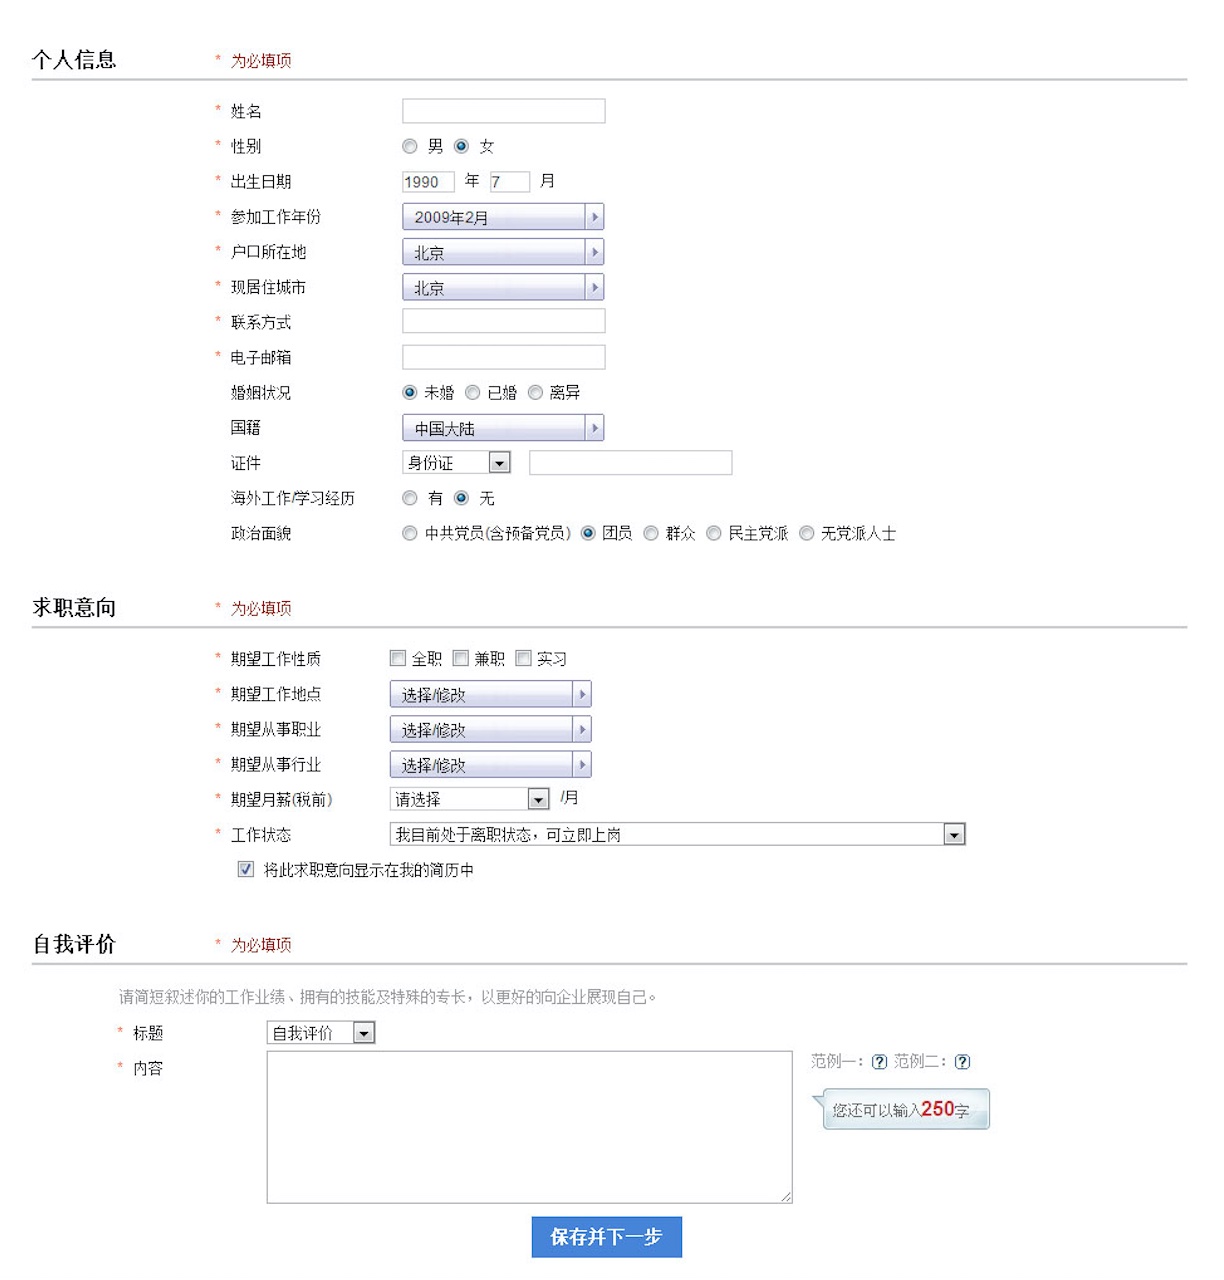 个人信息 * 为必填项
* 姓名
* 性别 男 女
* 出生日期 1990 年 7 月
* 参加工作年份 2009年2月
* 户口所在地 北京
* 现居住城市 北京
* 联系方式
* 电子邮箱
婚姻状况 未婚 已婚 离异
国籍 中国大陆
证件 身份证
海外工作/学习经历 有 无
政治面貌 中共党员(含预备党员) 团员 群众 民主党派 无党派人士
求职意向 * 为必填项
* 期望工作性质 全职 兼职 实习
* 期望工作地点 选择/修改
* 期望从事职业 选择/修改
* 期望从事行业 选择/修改
* 期望月薪(税前) 请选择 /月
* 工作状态 我目前处于离职状态，可立即上岗
将此求职意向显示在我的简历中
自我评价 * 为必填项
请简短叙述你的工作业绩、拥有的技能及特殊的专长，以更好的向企业展现自己。
* 标题 自我评价
* 内容 范例一：? 范例二：?
您还可以输入250字
保存并下一步